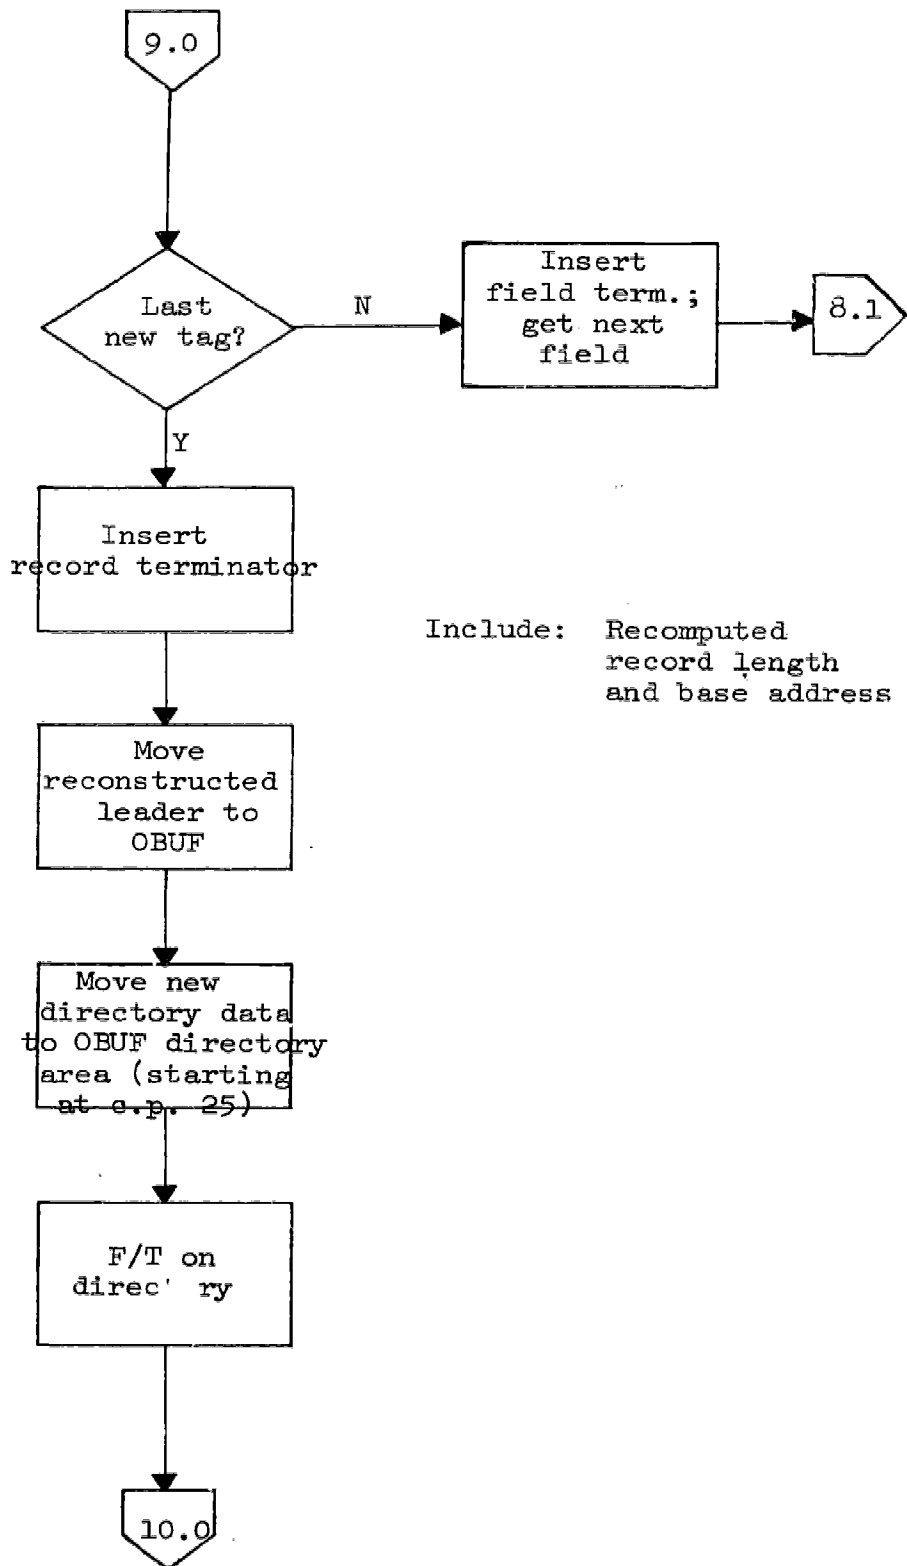 9.0
Last
new tag?
N
Insert
field term.;
get next
field
8.1
Y
Insert
record terminator
Include: Recomputed
record length
and base address
Move
reconstructed
leader to
OBUF
Move new
directory data
to OBUF directory
area (starting
at c.p. 25)
F/T on
direc' ry
10.0